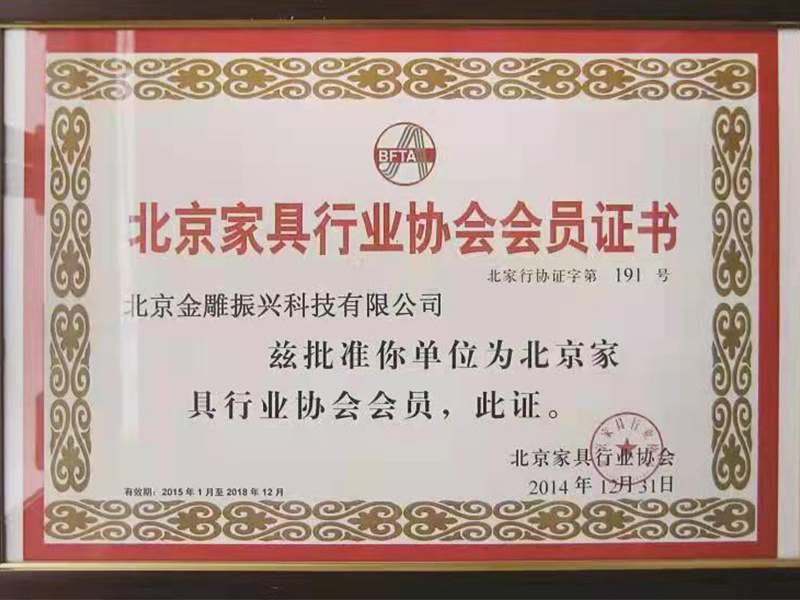 BFTA
北京家具行业协会会员证书
北家行协证字第 191 号
北京金雕振兴科技有限公司
兹批准你单位为北京家
具行业协会会员，此证。
北京家具行业协会
2014 年 12月 31日
有效期：2015 年 1 月至 2018 年 12 月